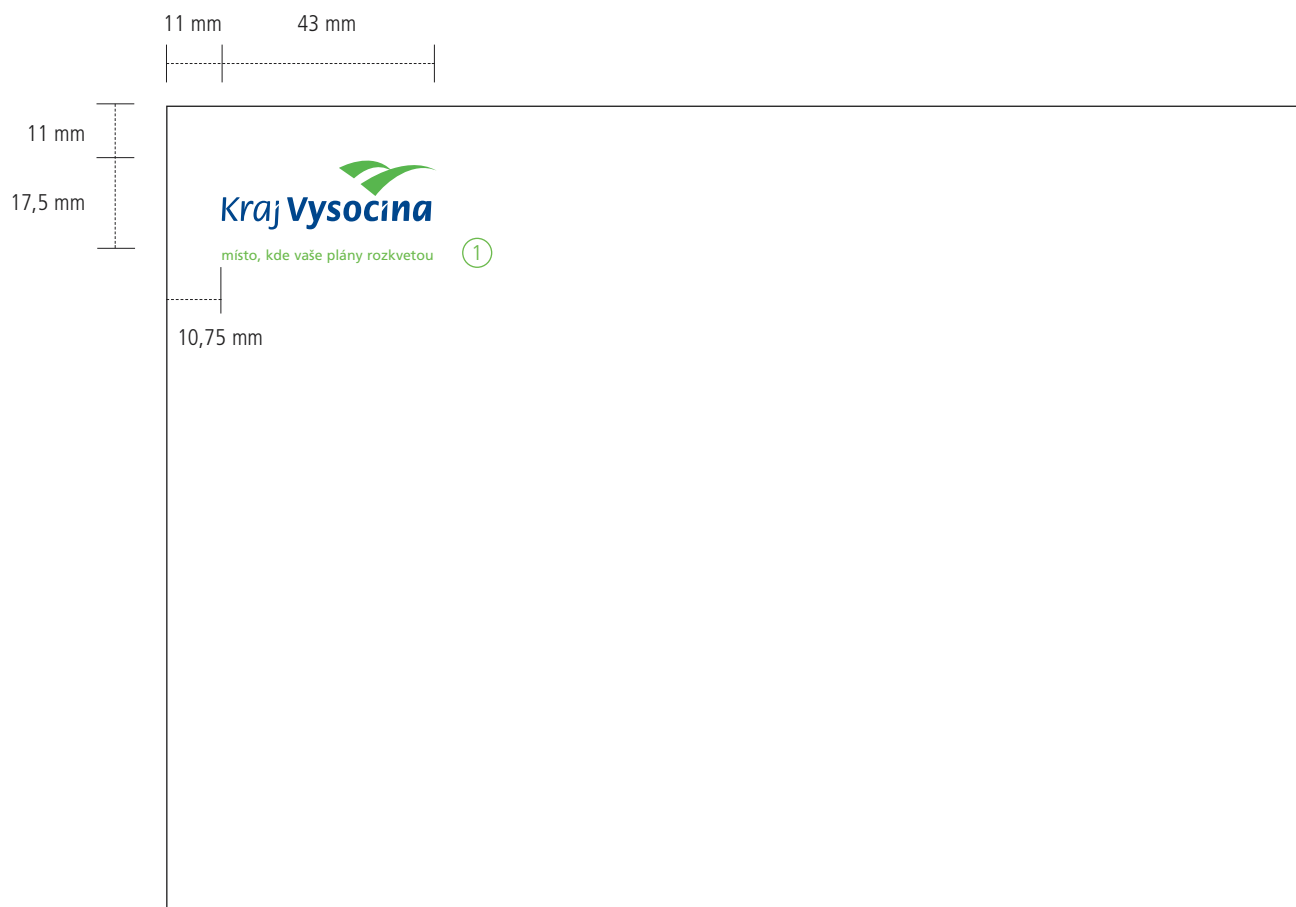 11 mm
43 mm
11 mm
17,5 mm
Kraj Vysočina
místo, kde vaše plány rozkvetou
1
10,75 mm